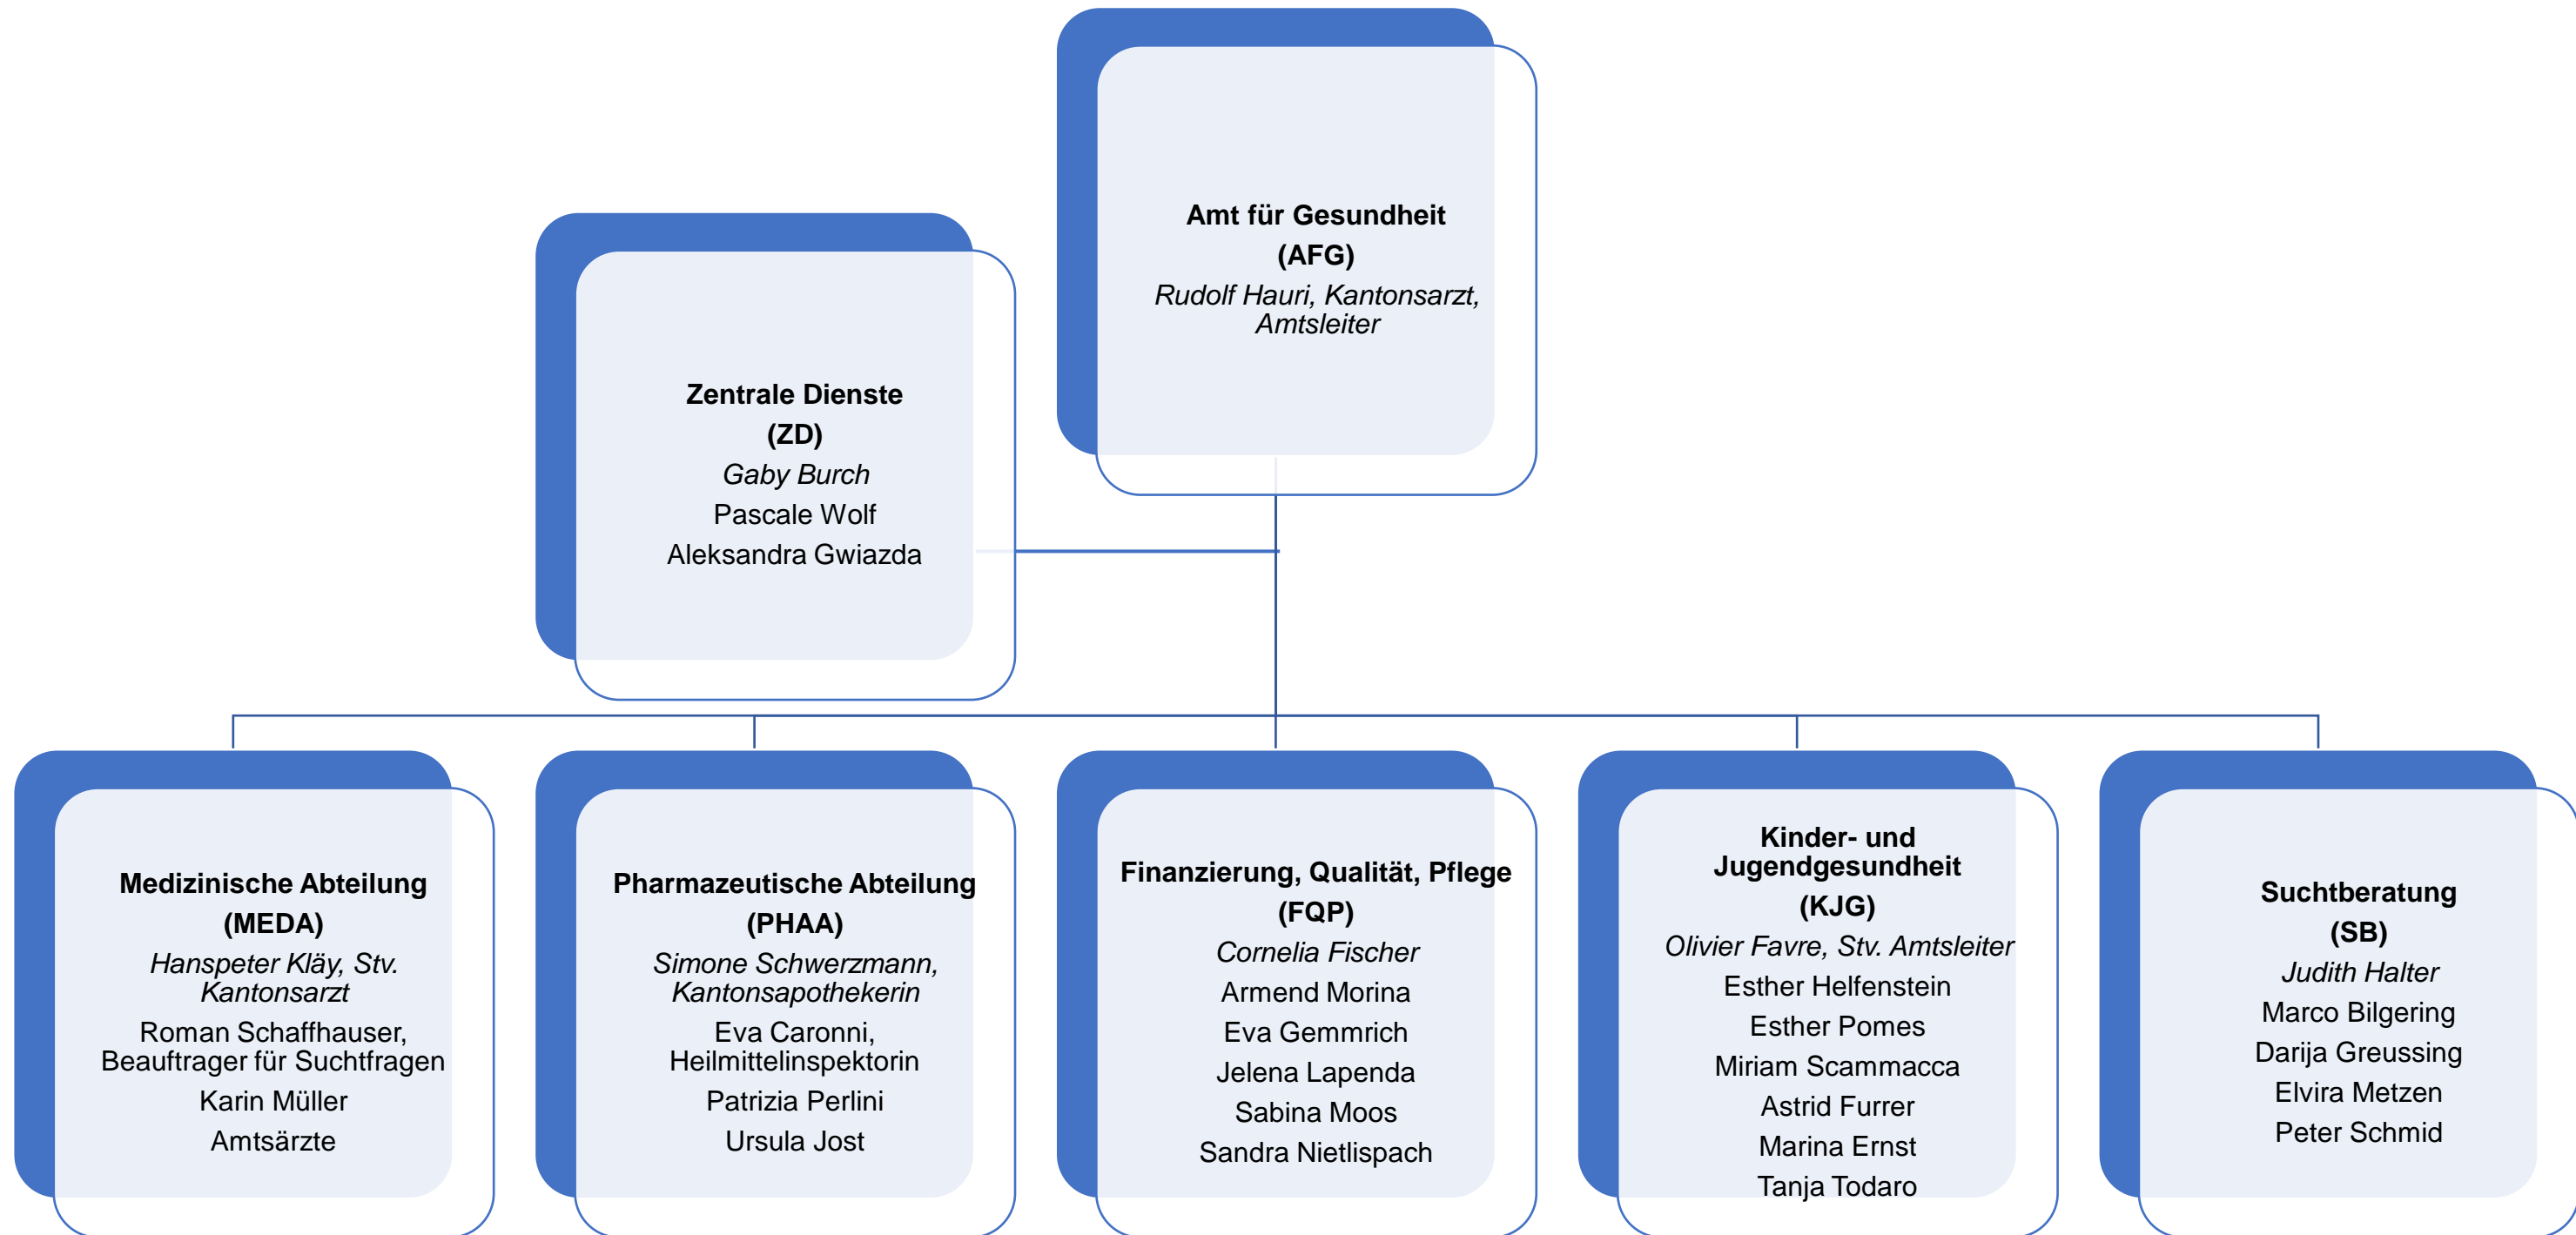 Amt für Gesundheit
(AFG)
Rudolf Hauri, Kantonsarzt,
Amtsleiter
Zentrale Dienste
(ZD)
Gaby Burch
Pascale Wolf
Aleksandra Gwiazda
Medizinische Abteilung
(MEDA)
Hanspeter Kläy, Stv.
Kantonsarzt
Roman Schaffhauser,
Beauftrager für Suchtfragen
Karin Müller
Amtsärzte
Pharmazeutische Abteilung
(PHAA)
Simone Schwerzmann,
Kantonsapothekerin
Eva Caronni,
Heilmittelinspektorin
Patrizia Perlini
Ursula Jost
Finanzierung, Qualität, Pflege
(FQP)
Cornelia Fischer
Armend Morina
Eva Gemmrich
Jelena Lapenda
Sabina Moos
Sandra Nietlispach
Kinder- und
Jugendgesundheit
(KJG)
Olivier Favre, Stv. Amtsleiter
Esther Helfenstein
Esther Pomes
Miriam Scammacca
Astrid Furrer
Marina Ernst
Tanja Todaro
Suchtberatung
(SB)
Judith Halter
Marco Bilgering
Darija Greussing
Elvira Metzen
Peter Schmid